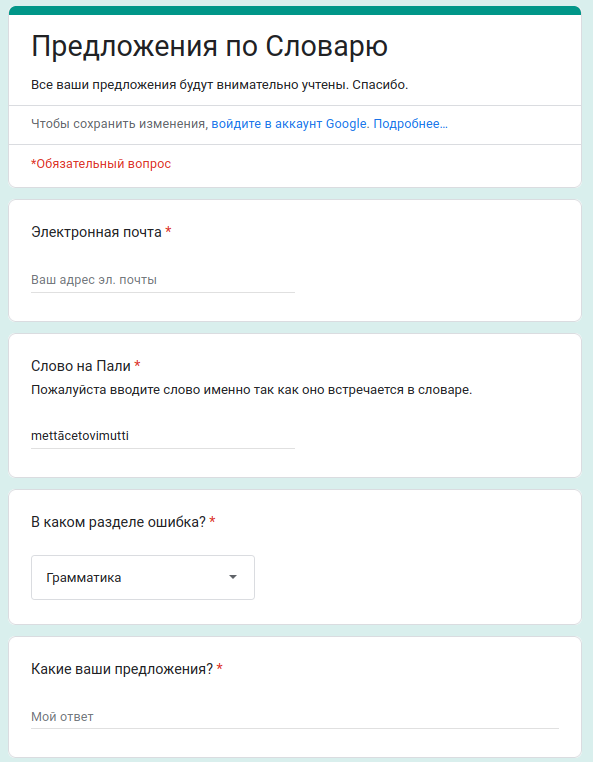 Предложения по Словарю
Все ваши предложения будут внимательно учтены. Спасибо.
Чтобы сохранить изменения, войдите в аккаунт Google. Подробнее…
*Обязательный вопрос
Электронная почта *
Ваш адрес эл. почты
Слово на Пали *
Пожалуйста вводите слово именно так как оно встречается в словаре.
mettācetovimutti
В каком разделе ошибка? *
Грамматика
Какие ваши предложения? *
Мой ответ